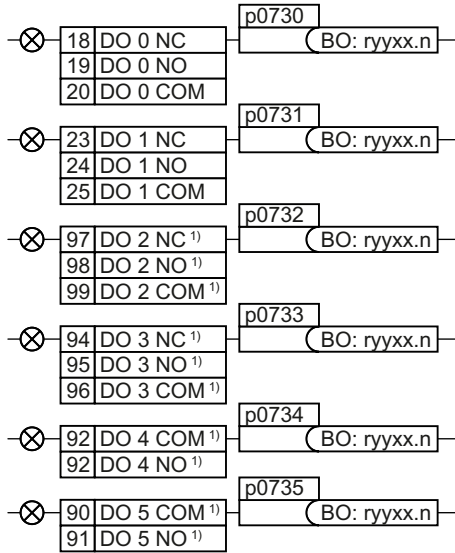 p0730
18 DO 0 NC BO: ryyxx.n
19 DO 0 NO
20 DO 0 COM
p0731
23 DO 1 NC BO: ryyxx.n
24 DO 1 NO
25 DO 1 COM
p0732
97 DO 2 NC 1) BO: ryyxx.n
98 DO 2 NO 1)
99 DO 2 COM 1)
p0733
94 DO 3 NC 1) BO: ryyxx.n
95 DO 3 NO 1)
96 DO 3 COM 1)
p0734
92 DO 4 COM 1) BO: ryyxx.n
92 DO 4 NO 1)
p0735
90 DO 5 COM 1) BO: ryyxx.n
91 DO 5 NO 1)